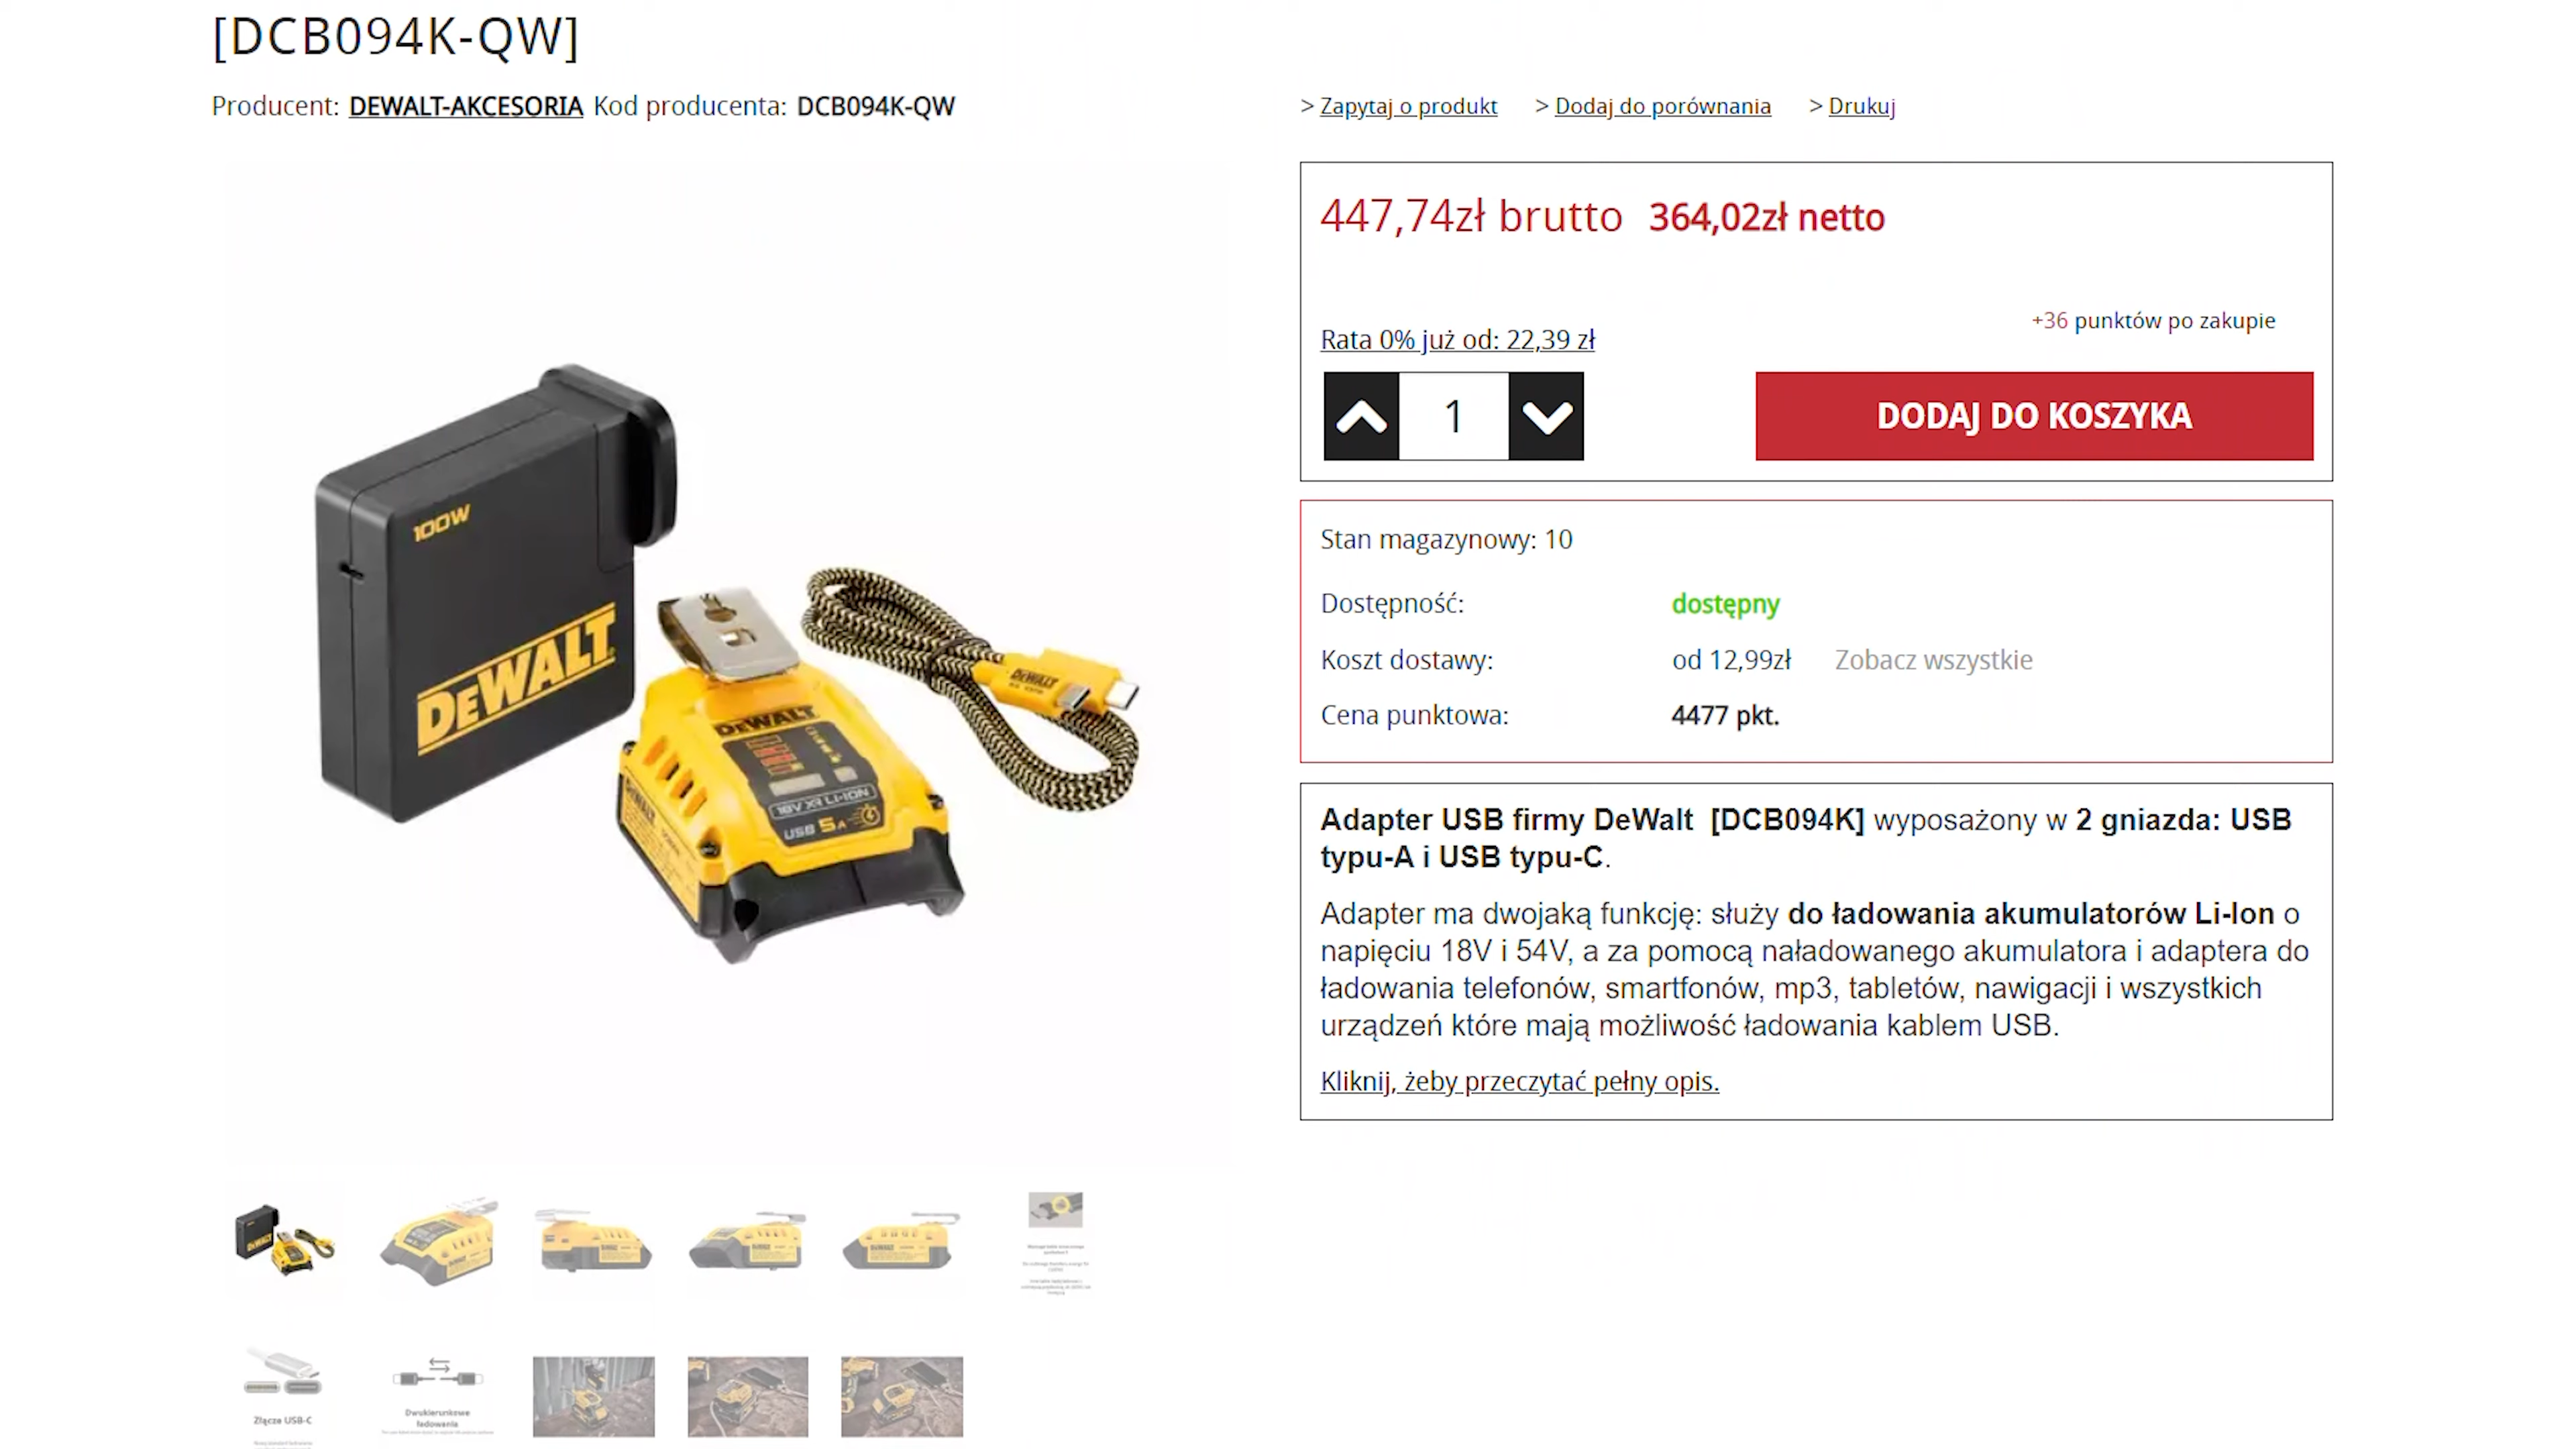 [DCB094K-QW]
Producent: DEWALT-AKCESORIA Kod producenta: DCB094K-QW
> Zapytaj o produkt > Dodaj do porównania > Drukuj
447,74zł brutto 364,02zł netto
+36 punktów po zakupie
Rata 0% już od: 22,39 zł
1
DODAJ DO KOSZYKA
Stan magazynowy: 10
Dostępność: dostępny
Koszt dostawy: od 12,99zł Zobacz wszystkie
Cena punktowa: 4477 pkt.
Adapter USB firmy DeWalt [DCB094K] wyposażony w 2 gniazda: USB
typu-A i USB typu-C.
Adapter ma dwojaką funkcję: służy do ładowania akumulatorów Li-Ion o
napięciu 18V i 54V, a za pomocą naładowanego akumulatora i adaptera do
ładowania telefonów, smartfonów, mp3, tabletów, nawigacji i wszystkich
urządzeń które mają możliwość ładowania kablem USB.
Kliknij, żeby przeczytać pełny opis.
100W
DEWALT
DEWALT
DEWALT
18V XR LI-ION
USB 5A
DEWALT
Złącze USB-C
Dwukierunkowe
ładowania